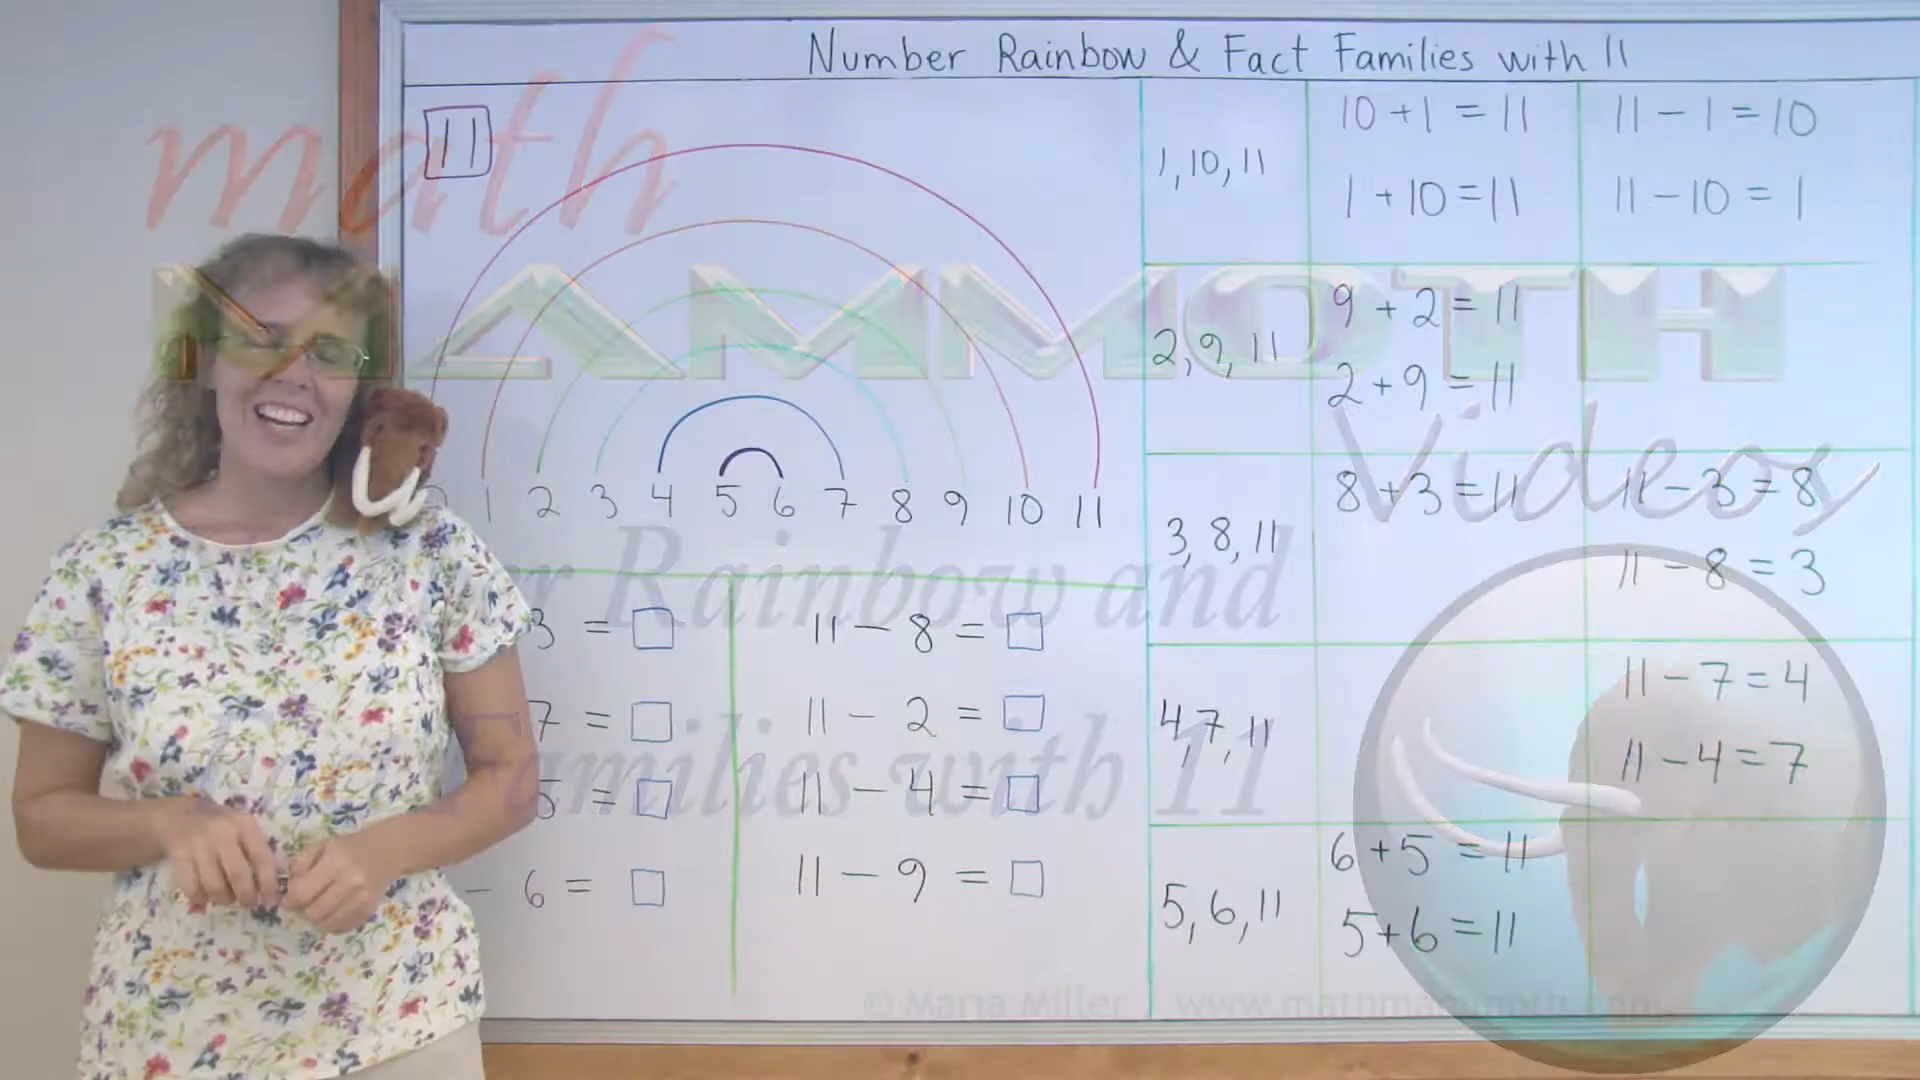 Number Rainbow & Fact Families with 11
math
MAMMOTH
Videos
11
1 2 3 4 5 6 7 8 9 10 11
3 = □
7 = □
5 = □
- 6 = □
11 - 8 = □
11 - 2 = □
11 - 4 = □
11 - 9 = □
1, 10, 11
10 + 1 = 11
1 + 10 = 11
11 - 1 = 10
11 - 10 = 1
2, 9, 11
9 + 2 = 11
2 + 9 = 11
3, 8, 11
8 + 3 = 11
11 - 3 = 8
11 - 8 = 3
4, 7, 11
11 - 7 = 4
11 - 4 = 7
5, 6, 11
6 + 5 = 11
5 + 6 = 11
Rainbow and
Families with 11
© Maria Miller www.mathmammoth.com